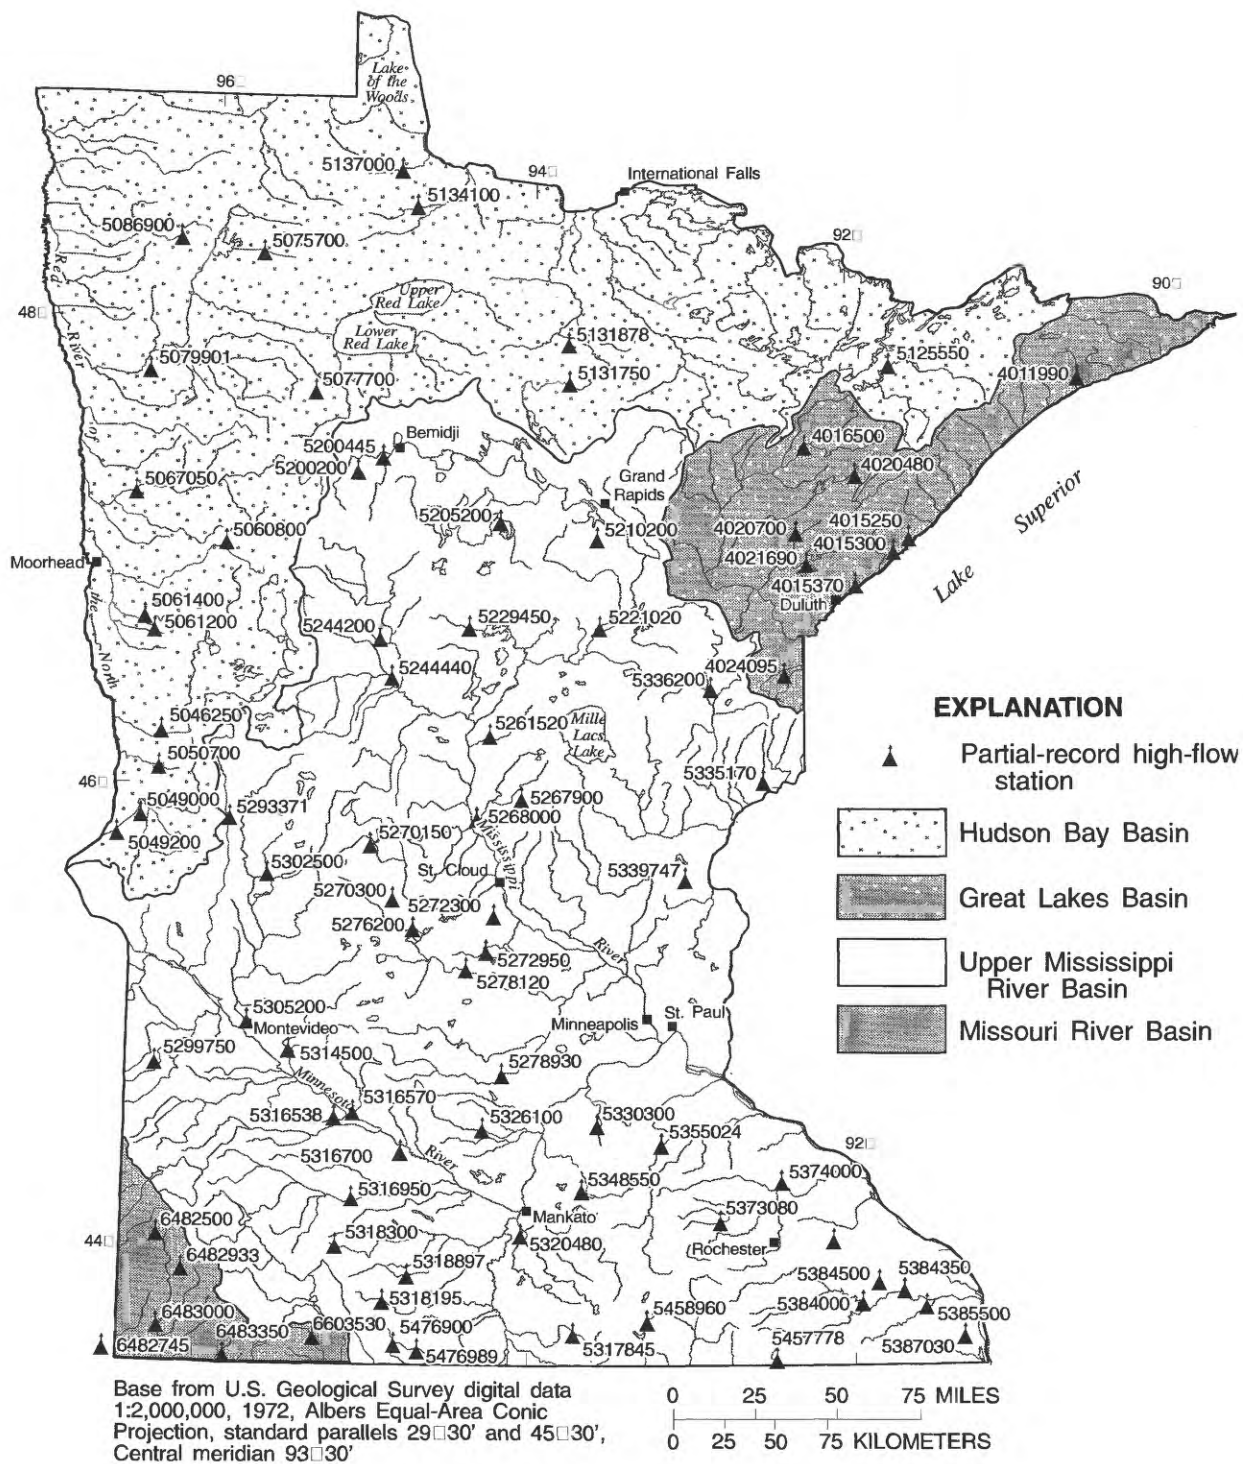 96□
Lake
of the
Woods
5137000
94□
International Falls
5134100
5086900
5075700
92□
Red
90□
Upper
Red Lake
48□
Lower
Red Lake
River
5131878
5125550
5079901
4011990
5077700
5131750
of
5200445
Bemidji
4016500
5200200
4020480
5067050
Grand
Rapids
Superior
5205200
4015250
5060800
5210200
4020700
4015300
Moorhead
4021690
4015370
Lake
the
5061400
Duluth
5061200
5244200
5229450
5221020
North
5244440
4024095
5336200
EXPLANATION
5046250
5261520
Mille
Lacs
Lake
Partial-record high-flow
station
5050700
46□
5335170
5049000
5293371
5267900
5268000
Hudson Bay Basin
5049200
5270150
Mississippi
5302500
St. Cloud
5339747
5270300
5272300
Great Lakes Basin
5276200
River
5272950
5278120
Upper Mississippi
River Basin
5305200
St. Paul
Montevideo
Minneapolis
Missouri River Basin
5299750
5314500
5278930
Minnesota
5316570
5316538
5326100
5330300
5355024
92□
5316700
River
5374000
5316950
5348550
5373080
6482500
Mankato
44□
5318300
5320480
Rochester
6482933
5318897
5384500
5384350
5318195
5384000
5385500
6483000
6603530
5458960
6483350
5476900
5457778
6482745
5476989
5317845
5387030
Base from U.S. Geological Survey digital data
1:2,000,000, 1972, Albers Equal-Area Conic
Projection, standard parallels 29□30' and 45□30',
Central meridian 93□30'
0 25 50 75 MILES
0 25 50 75 KILOMETERS